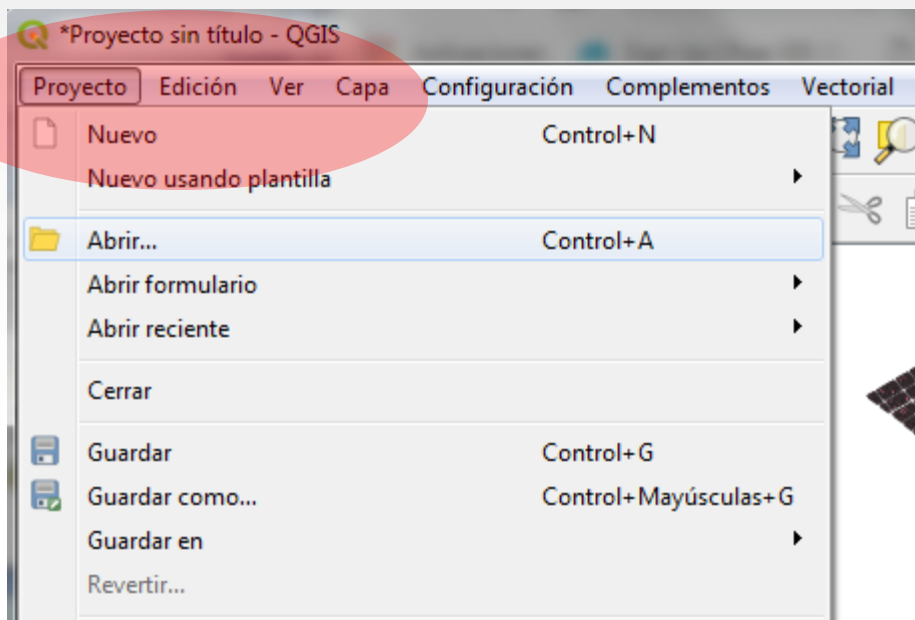 *Proyecto sin título - QGIS
Proyecto Edición Ver Capa Configuración Complementos Vectorial
Nuevo Control+N
Nuevo usando plantilla
Abrir... Control+A
Abrir formulario
Abrir reciente
Cerrar
Guardar Control+G
Guardar como... Control+Mayúsculas+G
Guardar en
Revertir...